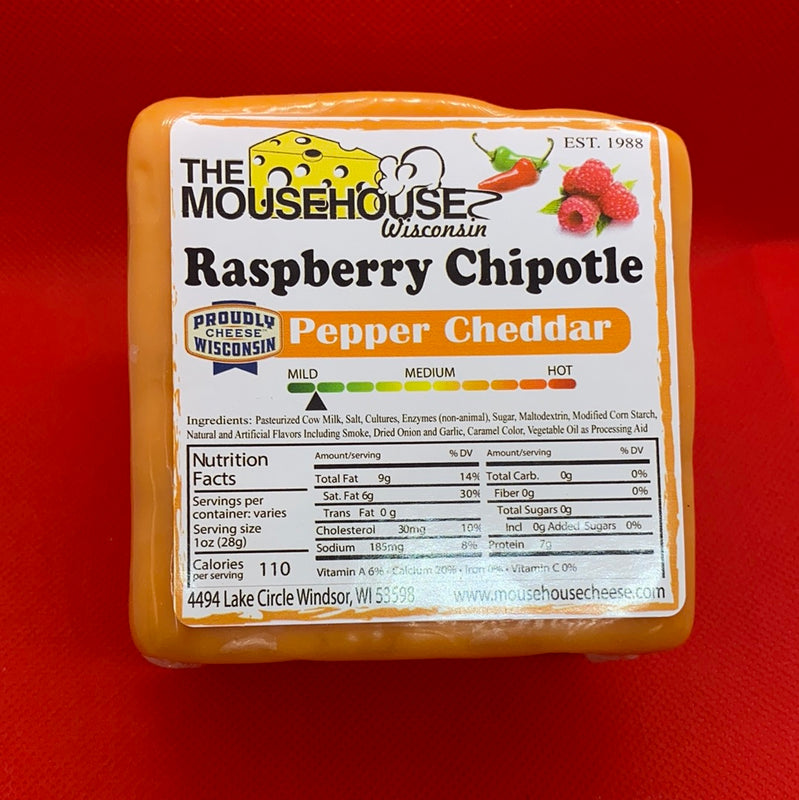 EST. 1988
THE
MOUSEHOUSE
Wisconsin
Raspberry Chipotle
PROUDLY
CHEESE
WISCONSIN
Pepper Cheddar
MILD MEDIUM HOT
Ingredients: Pasteurized Cow Milk, Salt, Cultures, Enzymes (non-animal), Sugar, Maltodextrin, Modified Corn Starch,
Natural and Artificial Flavors Including Smoke, Dried Onion and Garlic, Caramel Color, Vegetable Oil as Processing Aid
Nutrition
Facts
Servings per
container: varies
Serving size
1oz (28g)
Calories
per serving 110
Amount/serving % DV
Total Fat 9g 14%
Sat. Fat 6g 30%
Trans Fat 0 g
Cholesterol 30mg 10%
Sodium 185mg 8%
Amount/serving % DV
Total Carb. 0g 0%
Fiber 0g 0%
Total Sugars 0g
Incl 0g Added Sugars 0%
Protein 7g
Vitamin A 6% · Calcium 20% · Iron 0% · Vitamin C 0%
4494 Lake Circle Windsor, WI 53598 www.mousehousecheese.com